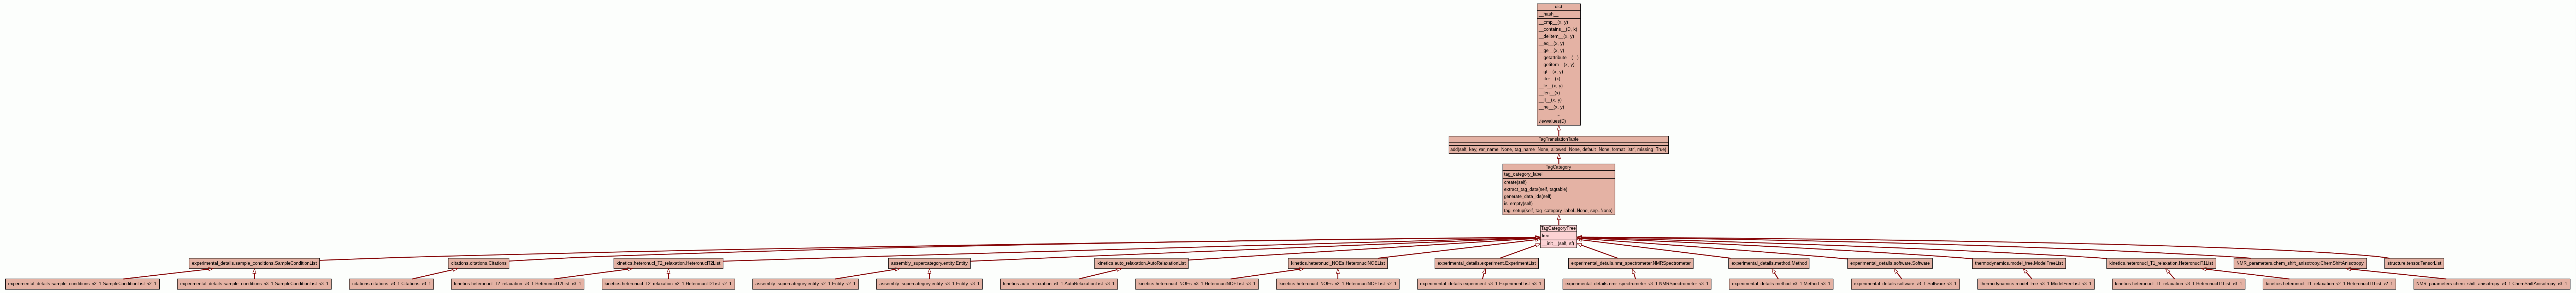 dict
__hash__
__cmp__(x, y)
__contains__(D, k)
__delitem__(x, y)
__eq__(x, y)
__ge__(x, y)
__getattribute__(...)
__getitem__(x, y)
__gt__(x, y)
__iter__(x)
__le__(x, y)
__len__(x)
__lt__(x, y)
__ne__(x, y)
viewvalues(D)
TagTranslationTable
add(self, key, var_name=None, tag_name=None, allowed=None, default=None, format='str', missing=True)
TagCategory
tag_category_label
create(self)
extract_tag_data(self, tagtable)
generate_data_ids(self)
is_empty(self)
tag_setup(self, tag_category_label=None, sep=None)
TagCategoryFree
free
__init__(self, sf)
experimental_details.sample_conditions.SampleConditionList
citations.citations.Citations
kinetics.heteronucl_T2_relaxation.HeteronuclT2List
assembly_supercategory.entity.Entity
kinetics.auto_relaxation.AutoRelaxationList
kinetics.heteronucl_NOEs.HeteronuclNOEList
experimental_details.experiment.ExperimentList
experimental_details.nmr_spectrometer.NMRSpectrometer
experimental_details.method.Method
experimental_details.software.Software
thermodynamics.model_free.ModelFreeList
kinetics.heteronucl_T1_relaxation.HeteronuclT1List
NMR_parameters.chem_shift_anisotropy.ChemShiftAnisotropy
structure.tensor.TensorList
experimental_details.sample_conditions_v2_1.SampleConditionList_v2_1
experimental_details.sample_conditions_v3_1.SampleConditionList_v3_1
citations.citations_v3_1.Citations_v3_1
kinetics.heteronucl_T2_relaxation_v3_1.HeteronuclT2List_v3_1
kinetics.heteronucl_T2_relaxation_v2_1.HeteronuclT2List_v2_1
assembly_supercategory.entity_v2_1.Entity_v2_1
assembly_supercategory.entity_v3_1.Entity_v3_1
kinetics.auto_relaxation_v3_1.AutoRelaxationList_v3_1
kinetics.heteronucl_NOEs_v3_1.HeteronuclNOEList_v3_1
kinetics.heteronucl_NOEs_v2_1.HeteronuclNOEList_v2_1
experimental_details.experiment_v3_1.ExperimentList_v3_1
experimental_details.nmr_spectrometer_v3_1.NMRSpectrometer_v3_1
experimental_details.method_v3_1.Method_v3_1
experimental_details.software_v3_1.Software_v3_1
thermodynamics.model_free_v3_1.ModelFreeList_v3_1
kinetics.heteronucl_T1_relaxation_v3_1.HeteronuclT1List_v3_1
kinetics.heteronucl_T1_relaxation_v2_1.HeteronuclT1List_v2_1
NMR_parameters.chem_shift_anisotropy_v3_1.ChemShiftAnisotropy_v3_1